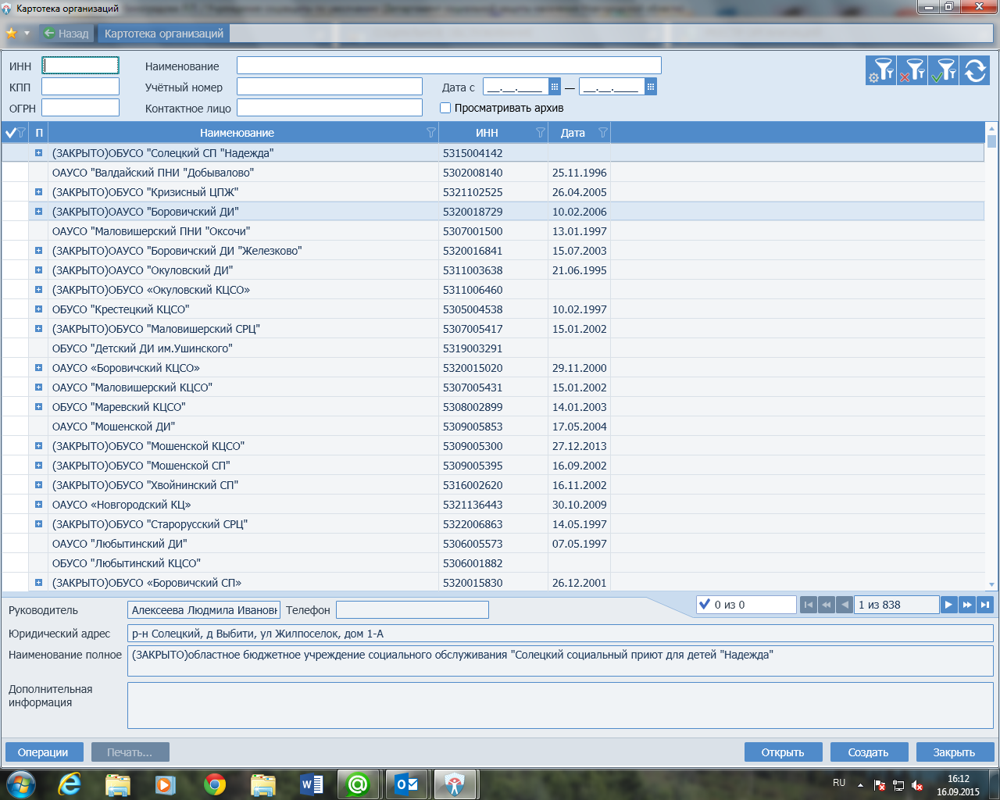 Картотека организаций
Назад Картотека организаций
ИНН Наименование
КПП Учётный номер Дата с __.__.____ — __.__.____
ОГРН Контактное лицо Просматривать архив
П Наименование ИНН Дата
(ЗАКРЫТО)ОБУСО "Солецкий СП "Надежда" 5315004142
ОАУСО "Валдайский ПНИ "Добывалово" 5302008140 25.11.1996
(ЗАКРЫТО)ОБУСО "Кризисный ЦПЖ" 5321102525 26.04.2005
(ЗАКРЫТО)ОАУСО "Боровичский ДИ" 5320018729 10.02.2006
ОАУСО "Маловишерский ПНИ "Оксочи" 5307001500 13.01.1997
(ЗАКРЫТО)ОАУСО "Боровичский ДИ "Железково" 5320016841 15.07.2003
(ЗАКРЫТО)ОАУСО "Окуловский ДИ" 5311003638 21.06.1995
(ЗАКРЫТО)ОБУСО «Окуловский КЦСО» 5311006460
ОБУСО "Крестецкий КЦСО" 5305004538 10.02.1997
(ЗАКРЫТО)ОБУСО "Маловишерский СРЦ" 5307005417 15.01.2002
ОБУСО "Детский ДИ им.Ушинского" 5319003291
ОАУСО «Боровичский КЦСО» 5320015020 29.11.2000
ОАУСО "Маловишерский КЦСО" 5307005431 15.01.2002
ОБУСО "Маревский КЦСО" 5308002899 14.01.2003
ОАУСО "Мошенской ДИ" 5309005853 17.05.2004
(ЗАКРЫТО)ОБУСО "Мошенской КЦСО" 5309005300 27.12.2013
(ЗАКРЫТО)ОБУСО "Мошенской СП" 5309005395 16.09.2002
(ЗАКРЫТО)ОБУСО "Хвойнинский СП" 5316002620 16.11.2002
ОАУСО «Новгородский КЦ» 5321136443 30.10.2009
(ЗАКРЫТО)ОБУСО "Старорусский СРЦ" 5322006863 14.05.1997
ОАУСО "Любытинский ДИ" 5306005573 07.05.1997
ОБУСО "Любытинский КЦСО" 5306001882
(ЗАКРЫТО)ОБУСО «Боровичский СП» 5320015830 26.12.2001
0 из 0 1 из 838
Руководитель Алексеева Людмила Ивановн Телефон
Юридический адрес р-н Солецкий, д Выбити, ул Жилпоселок, дом 1-А
Наименование полное (ЗАКРЫТО)областное бюджетное учреждение социального обслуживания "Солецкий социальный приют для детей "Надежда"
Дополнительная
информация
Операции Печать... Открыть Создать Закрыть
RU 16:12
16.09.2015